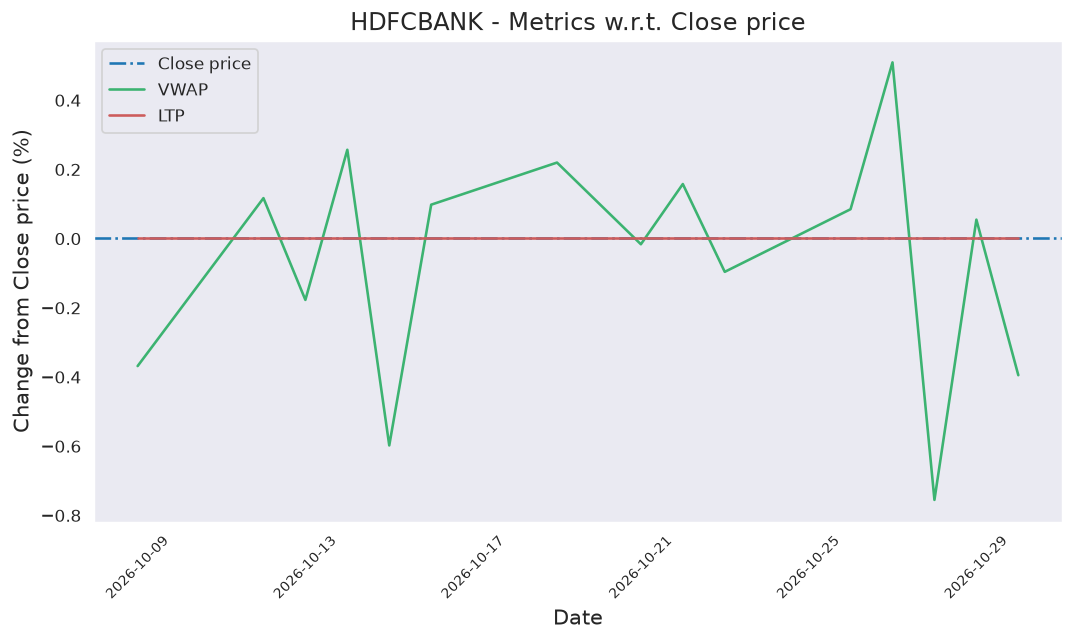 HDFCBANK - Metrics w.r.t. Close price
Close price
VWAP
LTP
Change from Close price (%)
0.4
0.2
0.0
−0.2
−0.4
−0.6
−0.8
2026-10-09
2026-10-13
2026-10-17
2026-10-21
2026-10-25
2026-10-29
Date